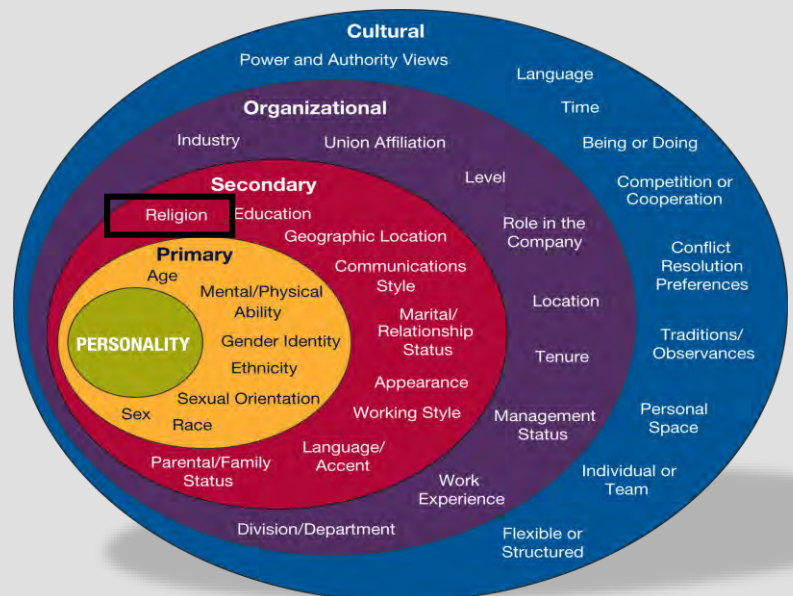 Cultural
Power and Authority Views
Language
Time
Being or Doing
Competition or
Cooperation
Conflict
Resolution
Preferences
Traditions/
Observances
Personal
Space
Individual or
Team
Flexible or
Structured
Organizational
Industry
Union Affiliation
Level
Role in the
Company
Location
Tenure
Management
Status
Work
Experience
Division/Department
Secondary
Religion
Education
Geographic Location
Communications
Style
Marital/
Relationship
Status
Appearance
Working Style
Language/
Accent
Parental/Family
Status
Primary
Age
Mental/Physical
Ability
Gender Identity
Ethnicity
Sexual Orientation
Race
Sex
PERSONALITY